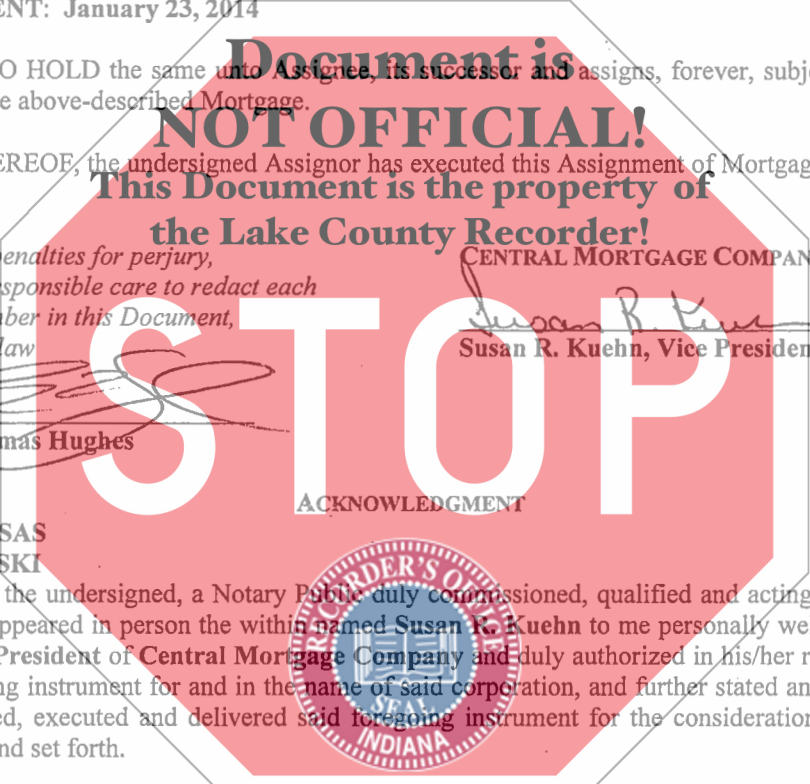 ENT: January 23, 2014
Document is
O HOLD the same unto Assignee, its successor and assigns, forever, subj
e above-described Mortgage.
NOT OFFICIAL!
EREOF, the undersigned Assignor has executed this Assignment of Mortgag
This Document is the property of
the Lake County Recorder!
enalties for perjury,
CENTRAL MORTGAGE COMPAN
sponsible care to redact each
ber in this Document,
law
Susan R. Kuehn
Susan R. Kuehn, Vice Presiden
STOP
mas Hughes
ACKNOWLEDGMENT
SAS
SKI
the undersigned, a Notary Public duly commissioned, qualified and acting
ppeared in person the within named Susan R. Kuehn to me personally we
President of Central Mortgage Company and duly authorized in his/her r
ng instrument for and in the name of said corporation, and further stated an
ed, executed and delivered said foregoing instrument for the consideration
nd set forth.
RECORDER'S OFFICE
SEAL
INDIANA